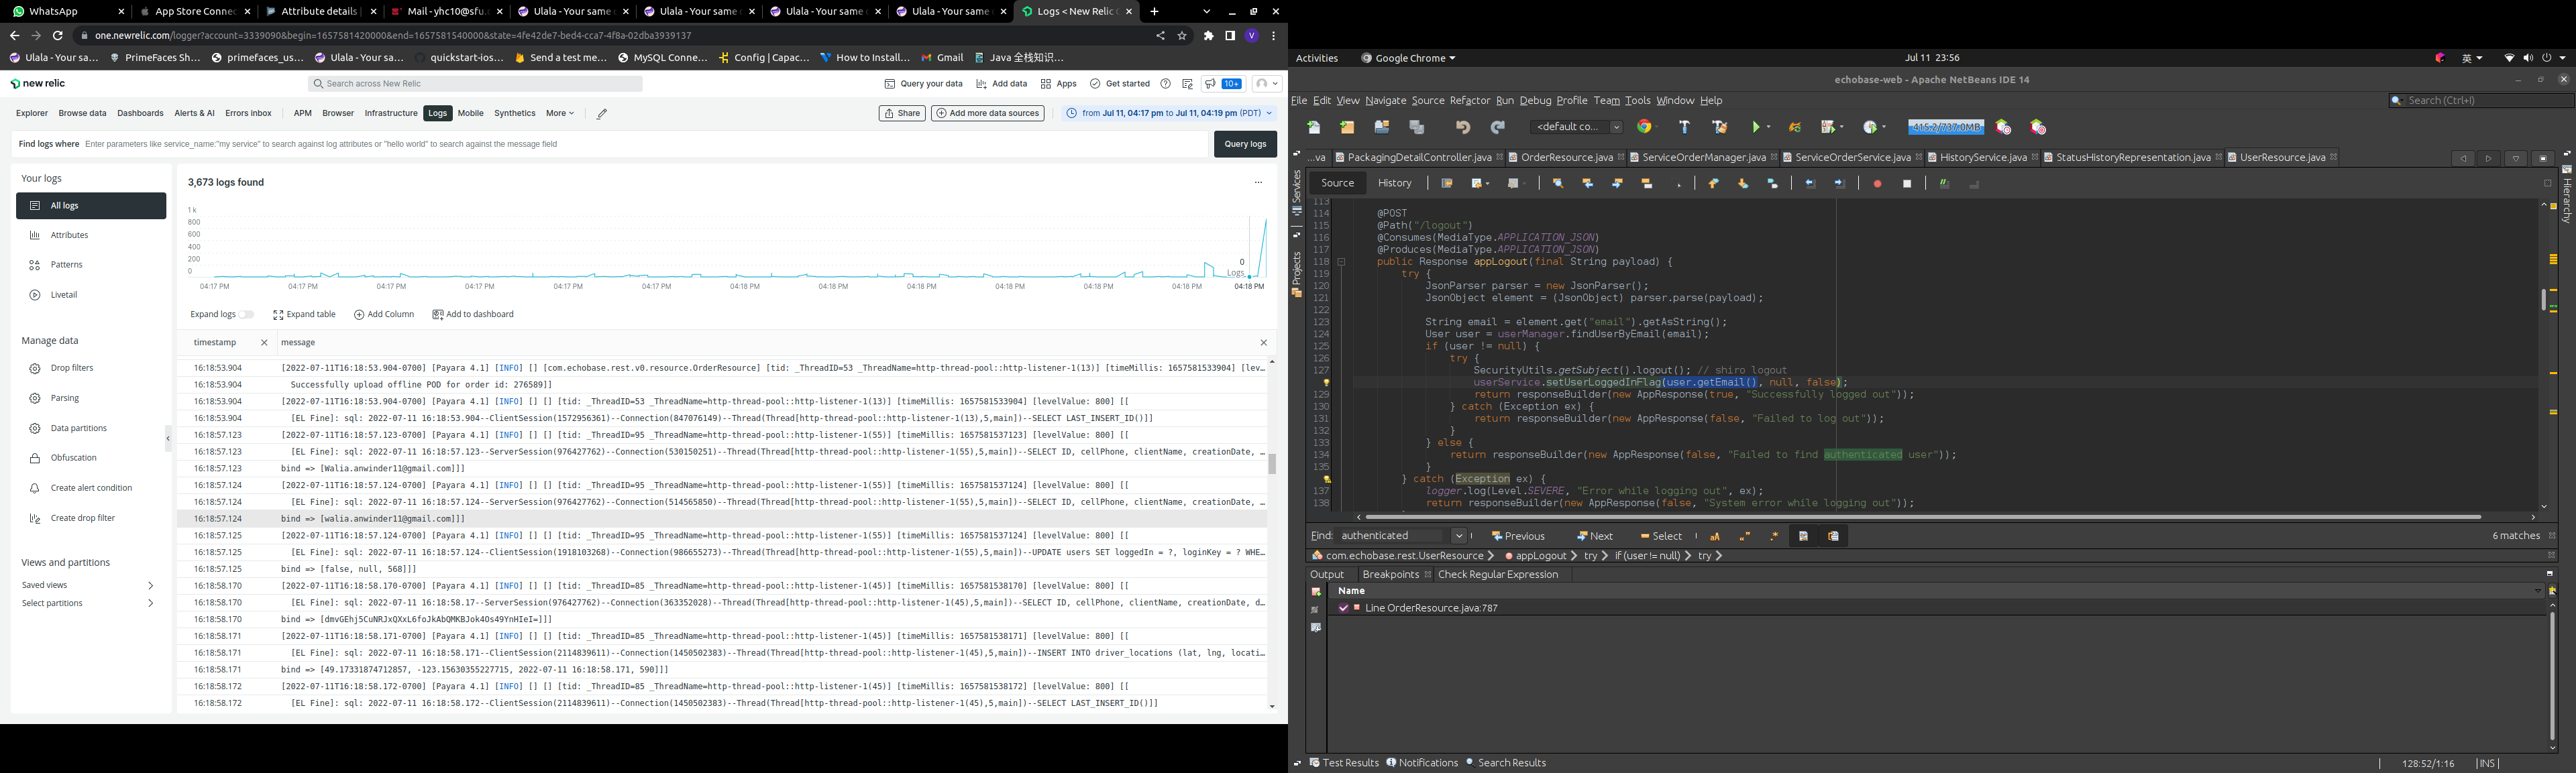 WhatsApp
App Store Connec
Attribute details |
Mail - yhc10@sfu.
Ulala - Your same
Ulala - Your same
Ulala - Your same
Ulala - Your same
Logs < New Relic
one.newrelic.com/logger?account=3339090&begin=1657581420000&end=1657581540000&state=4fe42de7-bed4-cca7-4f8a-02dba3939137
Ulala - Your sa…
PrimeFaces Sh…
primefaces_us…
Ulala - Your sa…
quickstart-ios…
Send a test me…
MySQL Conne…
Config | Capac…
How to Install…
Gmail
Java 全栈知识…
new relic
Search across New Relic
Query your data
Add data
Apps
Get started
10+
Explorer Browse data Dashboards Alerts & AI Errors inbox APM Browser Infrastructure Logs Mobile Synthetics More
Share
Add more data sources
from Jul 11, 04:17 pm to Jul 11, 04:19 pm (PDT)
Find logs where Enter parameters like service_name:"my service" to search against log attributes or "hello world" to search against the message field
Query logs
Your logs
All logs
Attributes
Patterns
Livetail
Manage data
Drop filters
Parsing
Data partitions
Obfuscation
Create alert condition
Create drop filter
Views and partitions
Saved views
Select partitions
3,673 logs found
1 k
800
600
400
200
0
0
Logs
04:17 PM 04:17 PM 04:17 PM 04:17 PM 04:17 PM 04:17 PM 04:18 PM 04:18 PM 04:18 PM 04:18 PM 04:18 PM 04:18 PM 04:18 PM
Expand logs
Expand table
Add Column
Add to dashboard
timestamp message
16:18:53.904 [2022-07-11T16:18:53.904-0700] [Payara 4.1] [INFO] [] [com.echobase.rest.v0.resource.OrderResource] [tid: _ThreadID=53 _ThreadName=http-thread-pool::http-listener-1(13)] [timeMillis: 1657581533904] [lev…
16:18:53.904 Successfully upload offline POD for order id: 276589]]
16:18:53.904 [2022-07-11T16:18:53.904-0700] [Payara 4.1] [INFO] [] [] [tid: _ThreadID=53 _ThreadName=http-thread-pool::http-listener-1(13)] [timeMillis: 1657581533904] [levelValue: 800] [[
16:18:53.904 [EL Fine]: sql: 2022-07-11 16:18:53.904--ClientSession(1572956361)--Connection(847076149)--Thread(Thread[http-thread-pool::http-listener-1(13),5,main])--SELECT LAST_INSERT_ID()]]
16:18:57.123 [2022-07-11T16:18:57.123-0700] [Payara 4.1] [INFO] [] [] [tid: _ThreadID=95 _ThreadName=http-thread-pool::http-listener-1(55)] [timeMillis: 1657581537123] [levelValue: 800] [[
16:18:57.123 [EL Fine]: sql: 2022-07-11 16:18:57.123--ServerSession(976427762)--Connection(530150251)--Thread(Thread[http-thread-pool::http-listener-1(55),5,main])--SELECT ID, cellPhone, clientName, creationDate, …
16:18:57.123 bind => [Walia.anwinder11@gmail.com]]]
16:18:57.124 [2022-07-11T16:18:57.124-0700] [Payara 4.1] [INFO] [] [] [tid: _ThreadID=95 _ThreadName=http-thread-pool::http-listener-1(55)] [timeMillis: 1657581537124] [levelValue: 800] [[
16:18:57.124 [EL Fine]: sql: 2022-07-11 16:18:57.124--ServerSession(976427762)--Connection(514565850)--Thread(Thread[http-thread-pool::http-listener-1(55),5,main])--SELECT ID, cellPhone, clientName, creationDate, …
16:18:57.124 bind => [walia.anwinder11@gmail.com]]]
16:18:57.125 [2022-07-11T16:18:57.124-0700] [Payara 4.1] [INFO] [] [] [tid: _ThreadID=95 _ThreadName=http-thread-pool::http-listener-1(55)] [timeMillis: 1657581537124] [levelValue: 800] [[
16:18:57.125 [EL Fine]: sql: 2022-07-11 16:18:57.124--ClientSession(1918103268)--Connection(986655273)--Thread(Thread[http-thread-pool::http-listener-1(55),5,main])--UPDATE users SET loggedIn = ?, loginKey = ? WHE…
16:18:57.125 bind => [false, null, 568]]]
16:18:58.170 [2022-07-11T16:18:58.170-0700] [Payara 4.1] [INFO] [] [] [tid: _ThreadID=85 _ThreadName=http-thread-pool::http-listener-1(45)] [timeMillis: 1657581538170] [levelValue: 800] [[
16:18:58.170 [EL Fine]: sql: 2022-07-11 16:18:58.17--ServerSession(976427762)--Connection(363352028)--Thread(Thread[http-thread-pool::http-listener-1(45),5,main])--SELECT ID, cellPhone, clientName, creationDate, d…
16:18:58.170 bind => [dmvGEhj5CuNRJxQXxL6foJkAbQMKBJok4Os49YnHIeI=]]]
16:18:58.171 [2022-07-11T16:18:58.171-0700] [Payara 4.1] [INFO] [] [] [tid: _ThreadID=85 _ThreadName=http-thread-pool::http-listener-1(45)] [timeMillis: 1657581538171] [levelValue: 800] [[
16:18:58.171 [EL Fine]: sql: 2022-07-11 16:18:58.171--ClientSession(2114839611)--Connection(1450502383)--Thread(Thread[http-thread-pool::http-listener-1(45),5,main])--INSERT INTO driver_locations (lat, lng, locati…
16:18:58.171 bind => [49.17331874712857, -123.15630355227715, 2022-07-11 16:18:58.171, 590]]]
16:18:58.172 [2022-07-11T16:18:58.172-0700] [Payara 4.1] [INFO] [] [] [tid: _ThreadID=85 _ThreadName=http-thread-pool::http-listener-1(45)] [timeMillis: 1657581538172] [levelValue: 800] [[
16:18:58.172 [EL Fine]: sql: 2022-07-11 16:18:58.172--ClientSession(2114839611)--Connection(1450502383)--Thread(Thread[http-thread-pool::http-listener-1(45),5,main])--SELECT LAST_INSERT_ID()]]
Activities
Google Chrome
Jul 11 23:56
英
echobase-web - Apache NetBeans IDE 14
File Edit View Navigate Source Refactor Run Debug Profile Team Tools Window Help
Search (Ctrl+I)
<default co...
415.2/737.0MB
...va
PackagingDetailController.java
OrderResource.java
ServiceOrderManager.java
ServiceOrderService.java
HistoryService.java
StatusHistoryRepresentation.java
UserResource.java
Services
Projects
Hierarchy
Source History
113
114 @POST
115 @Path("/logout")
116 @Consumes(MediaType.APPLICATION_JSON)
117 @Produces(MediaType.APPLICATION_JSON)
118 public Response appLogout(final String payload) {
119 try {
120 JsonParser parser = new JsonParser();
121 JsonObject element = (JsonObject) parser.parse(payload);
122
123 String email = element.get("email").getAsString();
124 User user = userManager.findUserByEmail(email);
125 if (user != null) {
126 try {
127 SecurityUtils.getSubject().logout(); // shiro logout
userService.setUserLoggedInFlag(user.getEmail(), null, false);
129 return responseBuilder(new AppResponse(true, "Successfully logged out"));
130 } catch (Exception ex) {
131 return responseBuilder(new AppResponse(false, "Failed to log out"));
132 }
133 } else {
134 return responseBuilder(new AppResponse(false, "Failed to find authenticated user"));
135 }
} catch (Exception ex) {
137 logger.log(Level.SEVERE, "Error while logging out", ex);
138 return responseBuilder(new AppResponse(false, "System error while logging out"));
Find: authenticated
Previous Next Select
6 matches
com.echobase.rest.UserResource appLogout try if (user != null) try
Output Breakpoints Check Regular Expression
Name
Line OrderResource.java:787
Test Results Notifications Search Results
128:52/1:16 INS